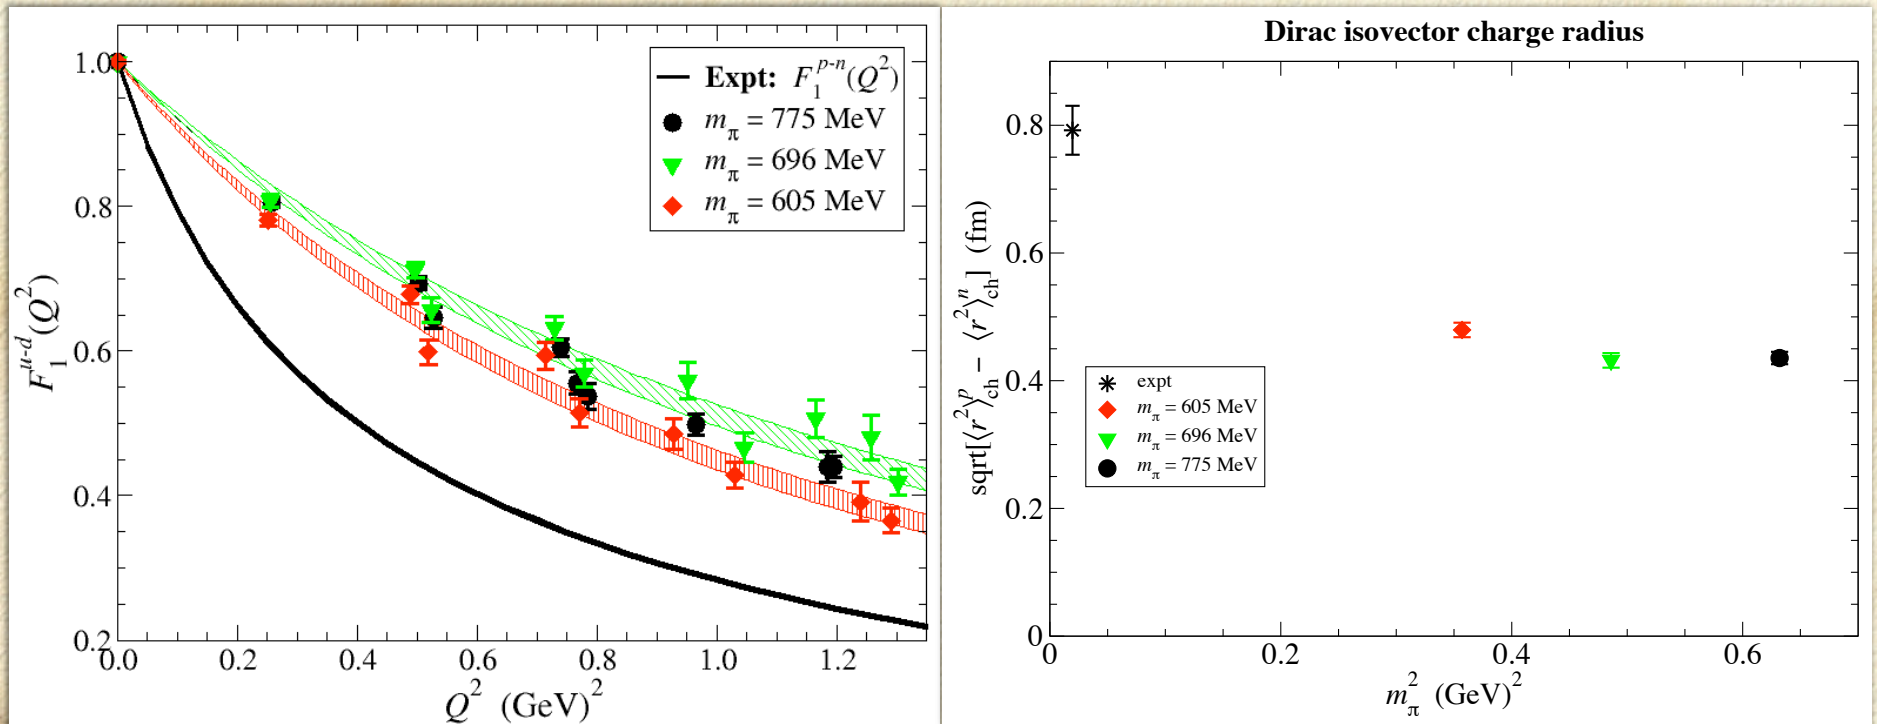 Expt: F₁ᵖ⁻ⁿ(Q²)
mπ = 775 MeV
mπ = 696 MeV
mπ = 605 MeV
1.0
0.8
0.6
0.4
0.2
F₁ᵘ⁻ᵈ(Q²)
0.0 0.2 0.4 0.6 0.8 1.0 1.2
Q² (GeV)²
Dirac isovector charge radius
0.8
0.6
0.4
0.2
0
sqrt[⟨r²⟩ᵖ_ch − ⟨r²⟩ⁿ_ch] (fm)
expt
mπ = 605 MeV
mπ = 696 MeV
mπ = 775 MeV
0 0.2 0.4 0.6
mπ² (GeV)²